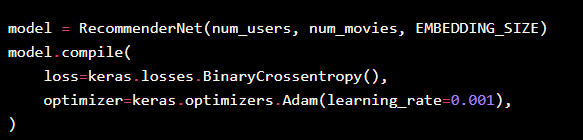 model = RecommenderNet(num_users, num_movies, EMBEDDING_SIZE)
model.compile(
    loss=keras.losses.BinaryCrossentropy(),
    optimizer=keras.optimizers.Adam(learning_rate=0.001),
)